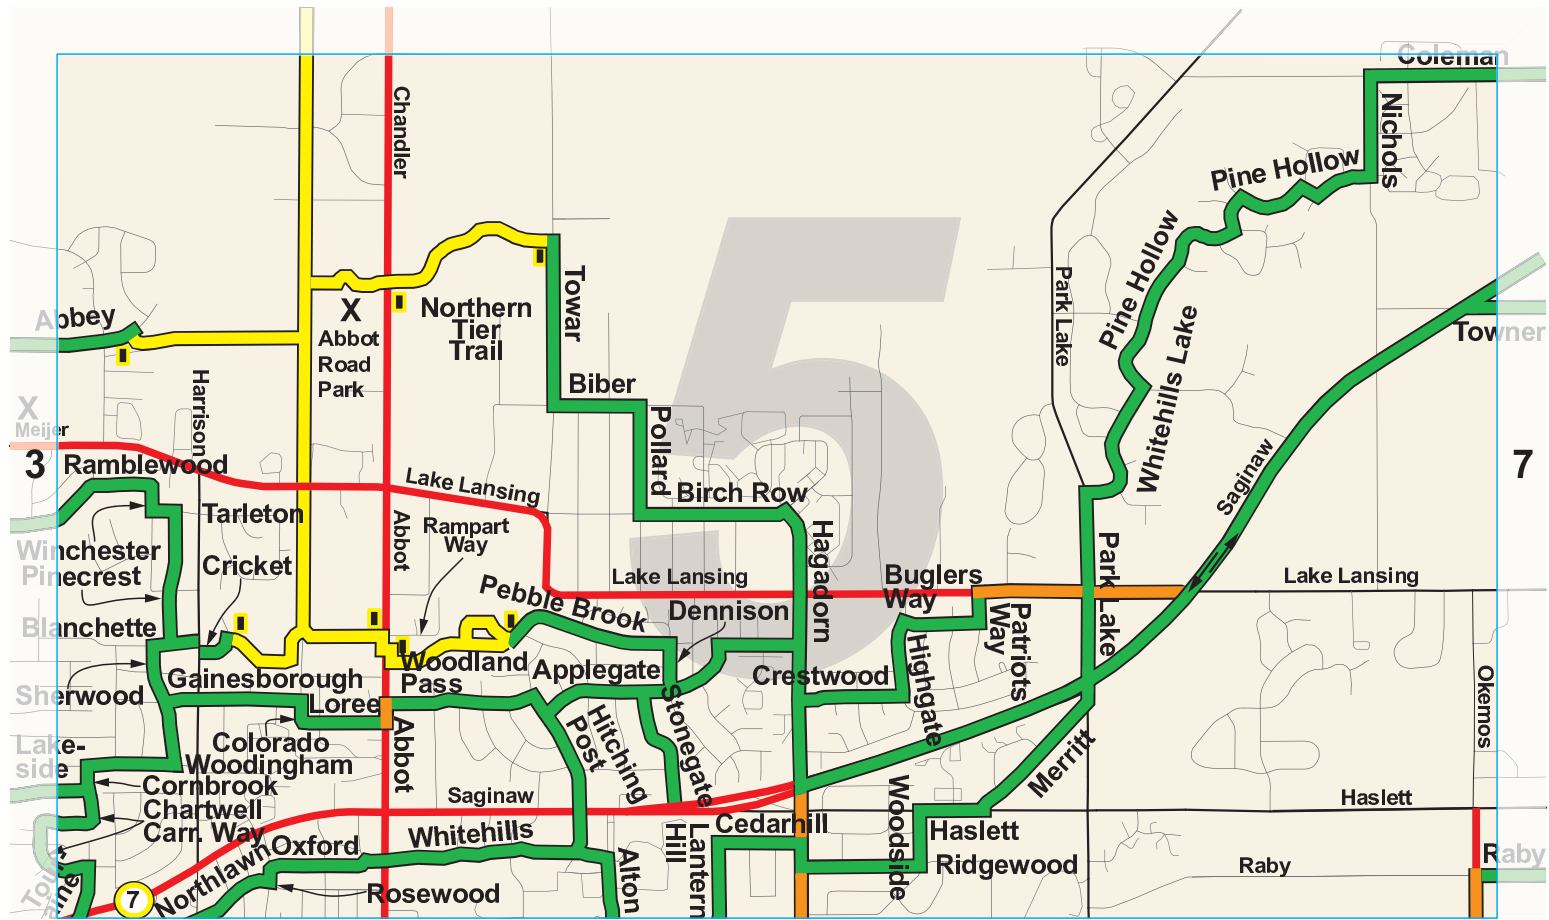 Coleman
Chandler
Nichols
Pine Hollow
Pine Hollow
Towar
Park Lake
Abbey
X
Abbot
Road
Park
Northern
Tier
Trail
Whitehills Lake
Towner
Biber
Harrison
X
Meijer
3
Ramblewood
5
Pollard
7
Lake Lansing
Birch Row
Saginaw
Tarleton
Abbot
Rampart
Way
Hagadorn
Winchester
Pinecrest
Cricket
Park Lake
Lake Lansing
Buglers
Way
Lake Lansing
Pebble Brook
Dennison
Patriots
Way
Blanchette
Highgate
Gainesborough
Woodland
Pass
Applegate
Crestwood
Sherwood
Loree
Stonegate
Okemos
Hitching
Post
Abbot
Lake-
side
Colorado
Woodingham
Cornbrook
Chartwell
Carr. Way
Merritt
Saginaw
Woodside
Haslett
Cedarhill
Haslett
Northlawn
Oxford
Whitehills
Lantern
Hill
Ridgewood
Raby
Raby
Alton
Rosewood
7